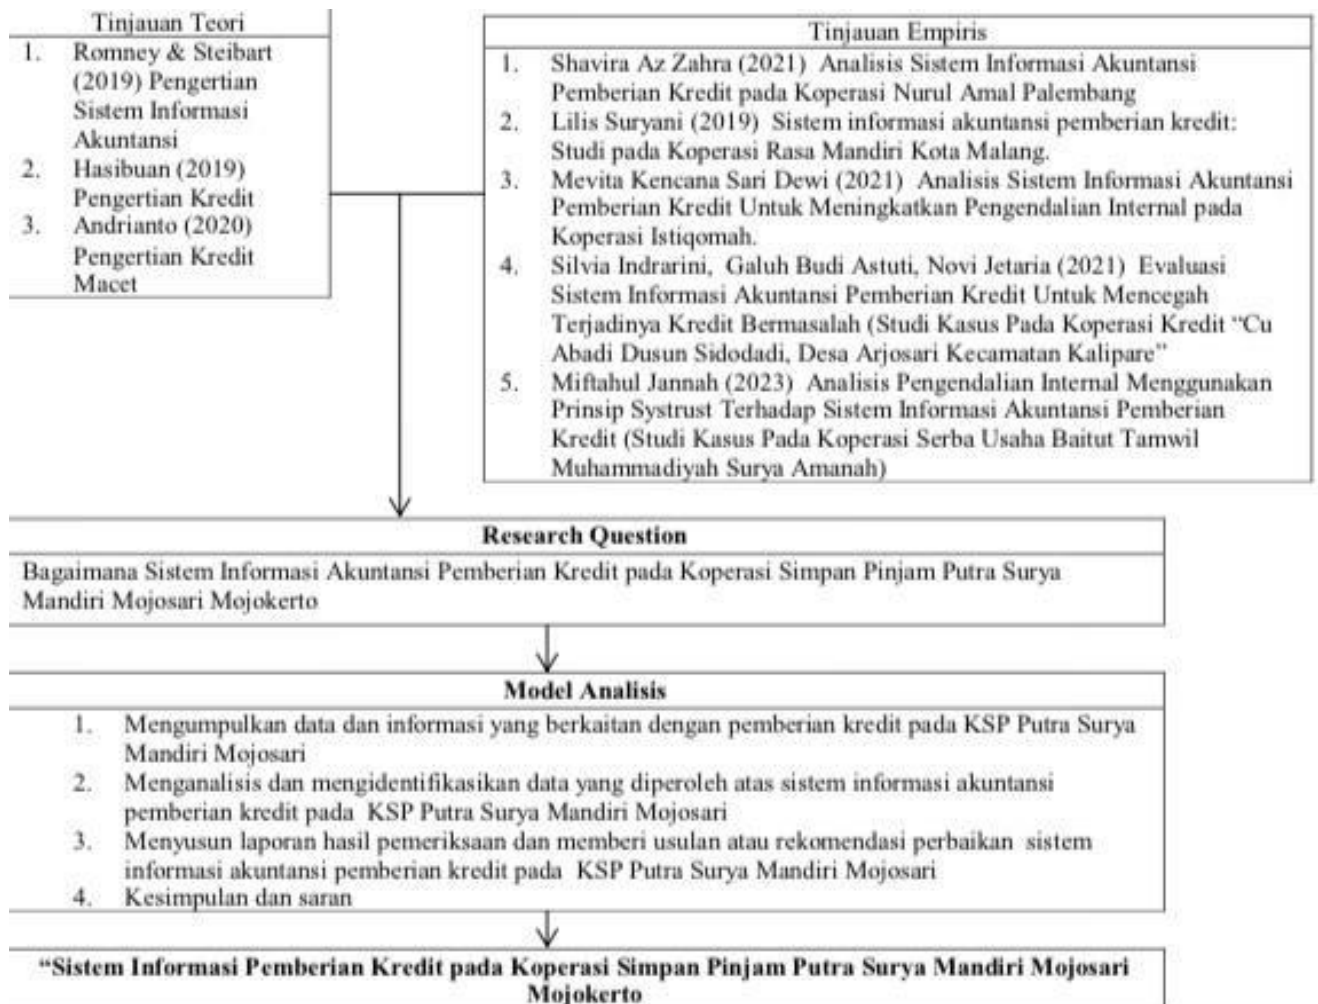 Tinjauan Teori
1. Romney & Steibart
(2019) Pengertian
Sistem Informasi
Akuntansi
2. Hasibuan (2019)
Pengertian Kredit
3. Andrianto (2020)
Pengertian Kredit
Macet
Tinjauan Empiris
1. Shavira Az Zahra (2021) Analisis Sistem Informasi Akuntansi
Pemberian Kredit pada Koperasi Nurul Amal Palembang
2. Lilis Suryani (2019) Sistem informasi akuntansi pemberian kredit:
Studi pada Koperasi Rasa Mandiri Kota Malang.
3. Mevita Kencana Sari Dewi (2021) Analisis Sistem Informasi Akuntansi
Pemberian Kredit Untuk Meningkatkan Pengendalian Internal pada
Koperasi Istiqomah.
4. Silvia Indrarini, Galuh Budi Astuti, Novi Jetaria (2021) Evaluasi
Sistem Informasi Akuntansi Pemberian Kredit Untuk Mencegah
Terjadinya Kredit Bermasalah (Studi Kasus Pada Koperasi Kredit “Cu
Abadi Dusun Sidodadi, Desa Arjosari Kecamatan Kalipare”
5. Miftahul Jannah (2023) Analisis Pengendalian Internal Menggunakan
Prinsip Systrust Terhadap Sistem Informasi Akuntansi Pemberian
Kredit (Studi Kasus Pada Koperasi Serba Usaha Baitut Tamwil
Muhammadiyah Surya Amanah)
Research Question
Bagaimana Sistem Informasi Akuntansi Pemberian Kredit pada Koperasi Simpan Pinjam Putra Surya
Mandiri Mojosari Mojokerto
Model Analisis
1. Mengumpulkan data dan informasi yang berkaitan dengan pemberian kredit pada KSP Putra Surya
Mandiri Mojosari
2. Menganalisis dan mengidentifikasikan data yang diperoleh atas sistem informasi akuntansi
pemberian kredit pada KSP Putra Surya Mandiri Mojosari
3. Menyusun laporan hasil pemeriksaan dan memberi usulan atau rekomendasi perbaikan sistem
informasi akuntansi pemberian kredit pada KSP Putra Surya Mandiri Mojosari
4. Kesimpulan dan saran
“Sistem Informasi Pemberian Kredit pada Koperasi Simpan Pinjam Putra Surya Mandiri Mojosari
Mojokerto